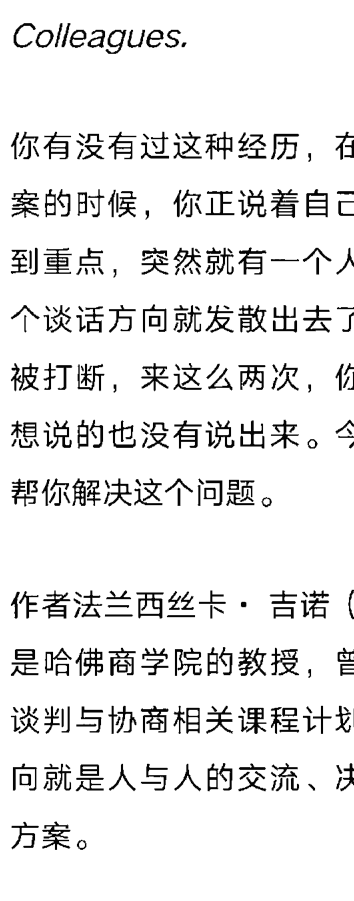 Colleagues.
你有没有过这种经历，在
案的时候，你正说着自己
到重点，突然就有一个人
个谈话方向就发散出去了
被打断，来这么两次，你
想说的也没有说出来。今
帮你解决这个问题。
作者法兰西丝卡· 吉诺（
是哈佛商学院的教授，曾
谈判与协商相关课程计划
向就是人与人的交流、决
方案。